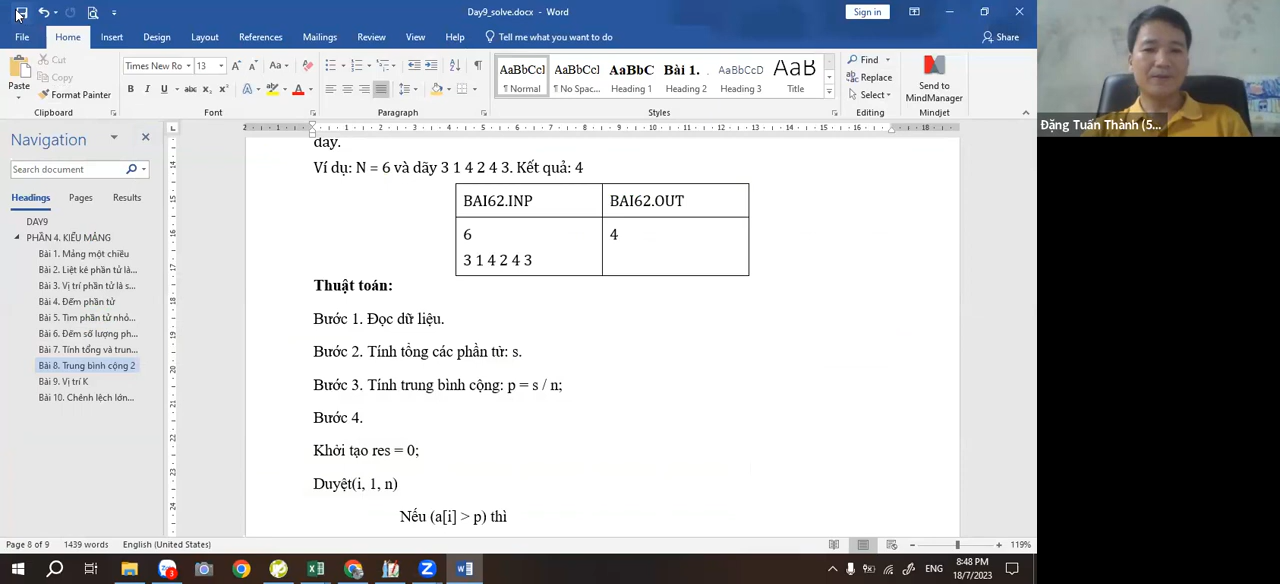 Day9_solve.docx - Word
Sign in
File Home Insert Design Layout References Mailings Review View Help Tell me what you want to do Share
Paste
Cut
Copy
Format Painter
Clipboard
Times New Ro 13
Font
Paragraph
AaBbCcl AaBbCcl AaBbC Bài 1. AaBbCcD AaB
¶ Normal ¶ No Spac... Heading 1 Heading 2 Heading 3 Title
Styles
Find
Replace
Select
Editing
Send to
MindManager
Mindjet
Đặng Tuấn Thành (5...
Navigation
Search document
Headings Pages Results
DAY9
PHẦN 4. KIỂU MẢNG
Bài 1. Mảng một chiều
Bài 2. Liệt kê phần tử là...
Bài 3. Vị trí phần tử là s...
Bài 4. Đếm phần tử
Bài 5. Tìm phần tử nhỏ...
Bài 6. Đếm số lượng ph...
Bài 7. Tính tổng và trun...
Bài 8. Trung bình cộng 2
Bài 9. Vị trí K
Bài 10. Chênh lệch lớn...
dãy.
Ví dụ: N = 6 và dãy 3 1 4 2 4 3. Kết quả: 4
BAI62.INP BAI62.OUT
6 4
3 1 4 2 4 3
Thuật toán:
Bước 1. Đọc dữ liệu.
Bước 2. Tính tổng các phần tử: s.
Bước 3. Tính trung bình cộng: p = s / n;
Bước 4.
Khởi tạo res = 0;
Duyệt(i, 1, n)
Nếu (a[i] > p) thì
Page 8 of 9 1439 words English (United States) 119%
ENG
8:48 PM
18/7/2023